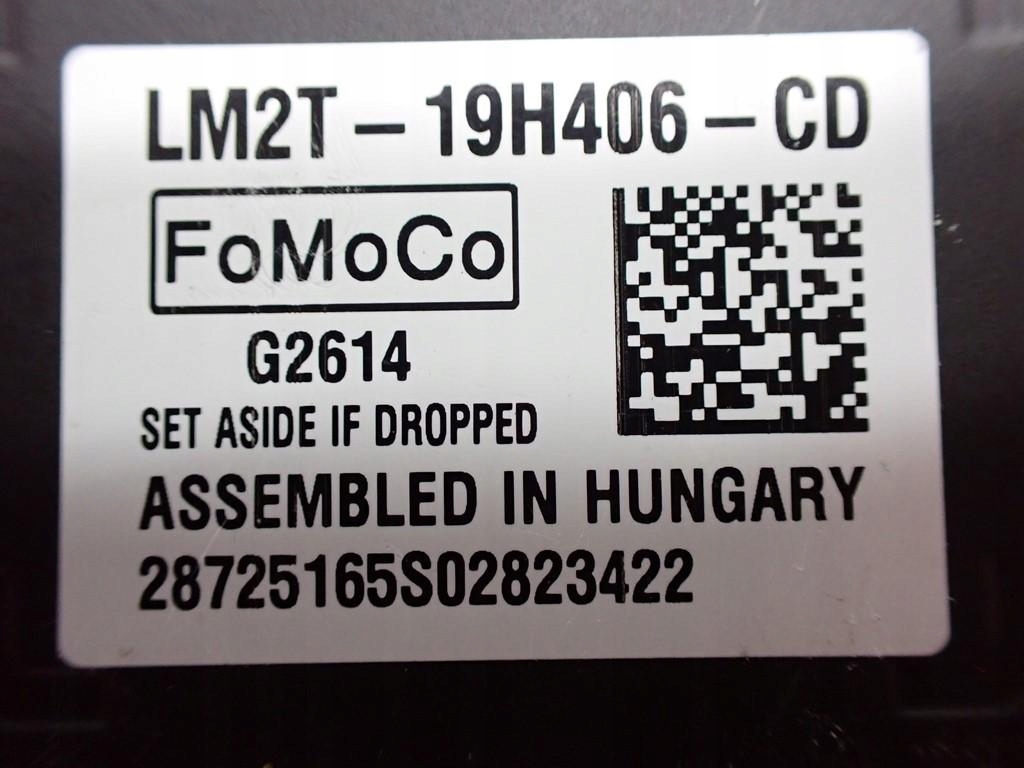 LM2T-19H406-CD
FoMoCo
G2614
SET ASIDE IF DROPPED
ASSEMBLED IN HUNGARY
28725165S02823422